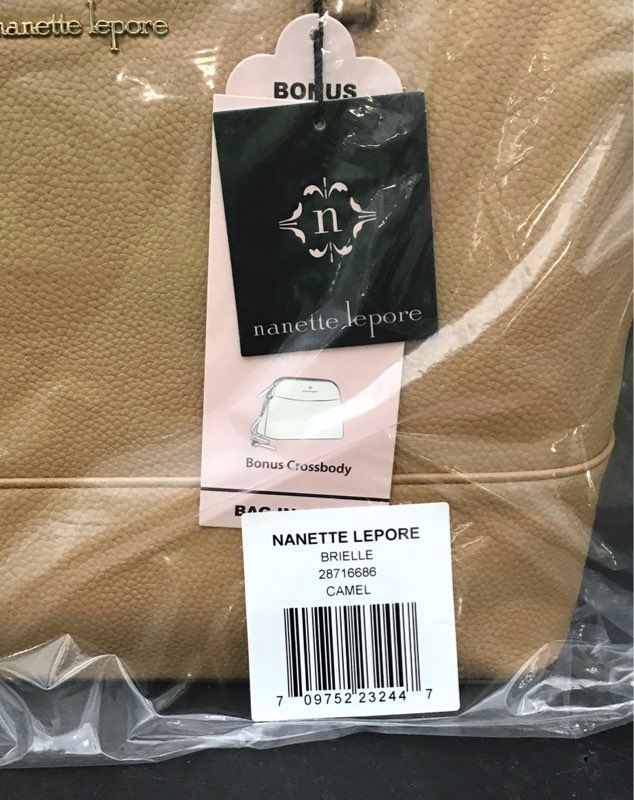 nanette lepore
BONUS
n
nanette lepore
Bonus Crossbody
NANETTE LEPORE
BRIELLE
28716686
CAMEL
7 09752 23244 7